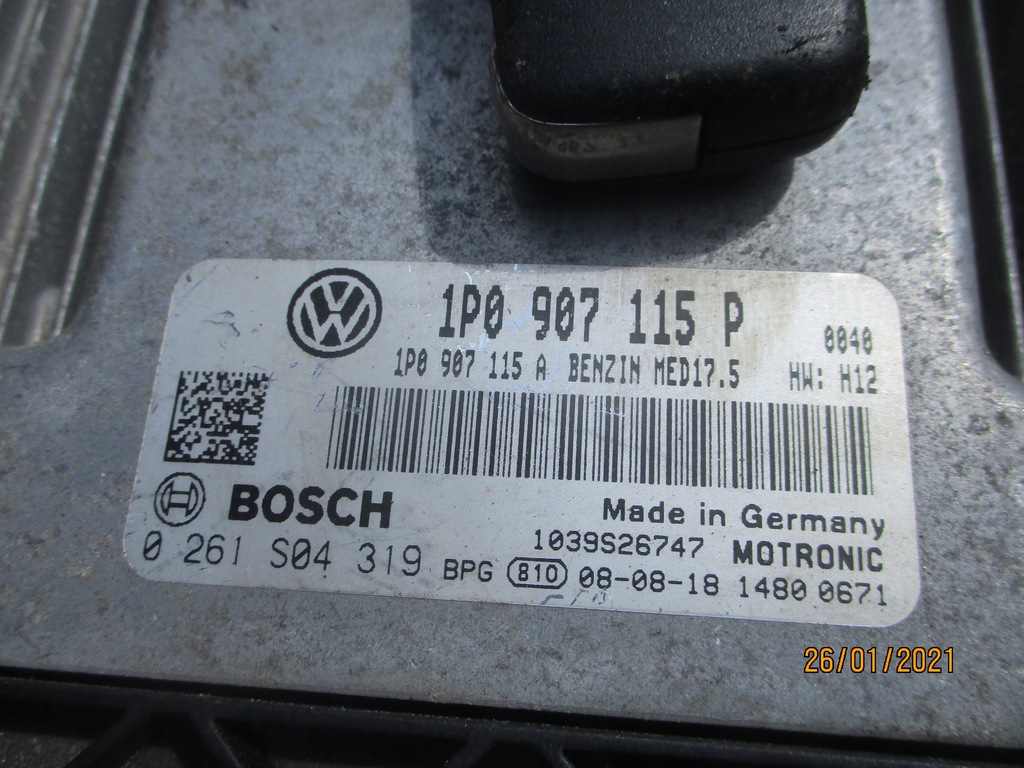 1P0 907 115 P
0040
1P0 907 115 A BENZIN MED17.5 HW: H12
BOSCH
Made in Germany
1039S26747 MOTRONIC
0 261 S04 319 BPG 810 08-08-18 1480 0671
26/01/2021